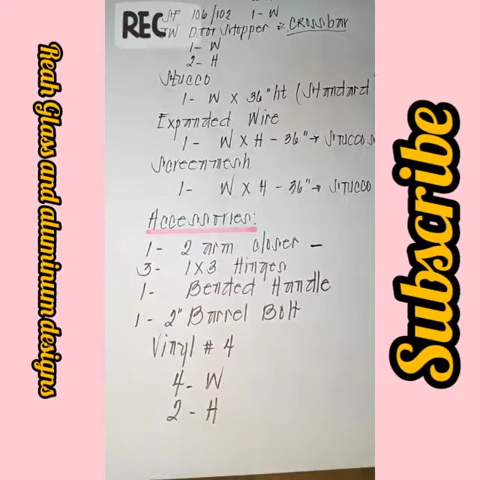 REC
SF 106/102 1- W
TW Door Stopper & Crossbar
1- W
2- H
Stucco
1- W X 36" ht (Standard
Expanded Wire
1- W X H - 36" → Stucco
Screenmesh
1- W X H - 36" → Stucco
Accessories:
1- 2 arm closer -
3- 1X3 Hinges
1- Bended Handle
1- 2" Barrel Bolt
Vinyl # 4
4- W
2- H
Reah Glass and aluminum designs
Subscribe